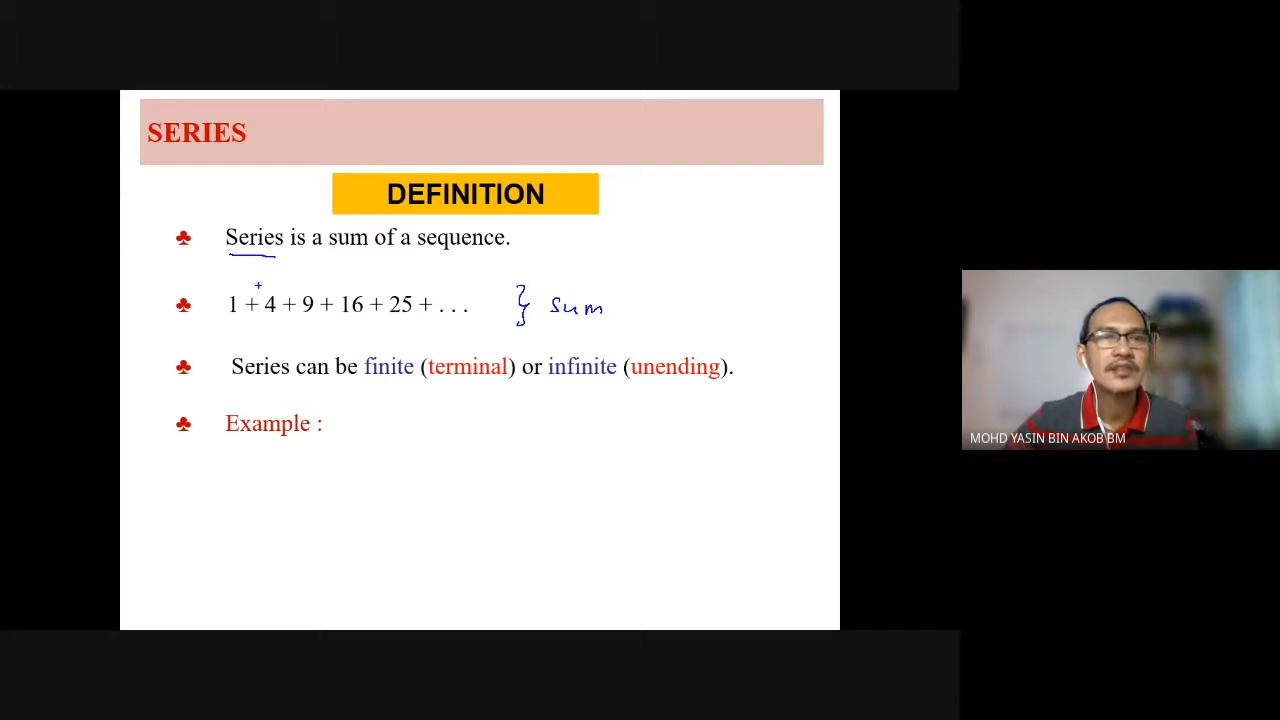 SERIES
DEFINITION
♣ Series is a sum of a sequence.
+
♣ 1 + 4 + 9 + 16 + 25 + . . . } sum
♣ Series can be finite (terminal) or infinite (unending).
♣ Example :
MOHD YASIN BIN AKOB BM